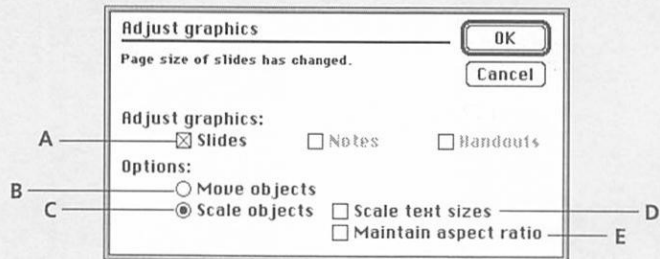 Adjust graphics
OK
Page size of slides has changed.
Cancel
Adjust graphics:
A
Slides
Notes
Handouts
Options:
B
Move objects
C
Scale objects
Scale text sizes
D
Maintain aspect ratio
E